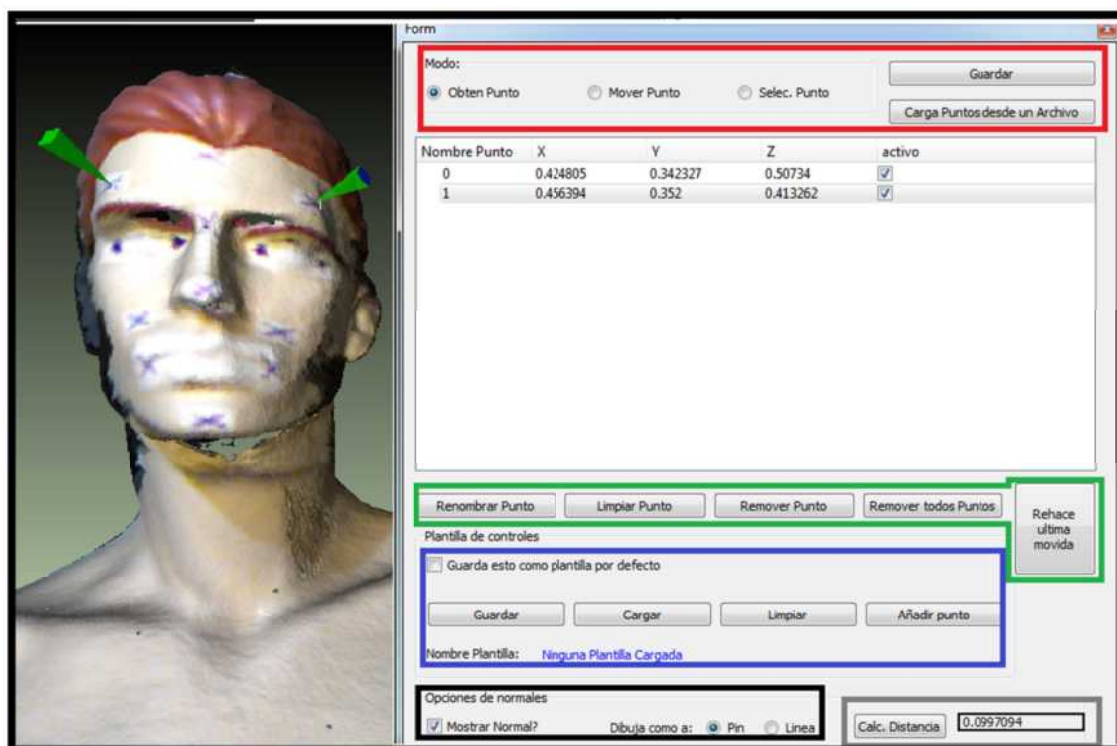 Form
Modo:
Obten Punto Mover Punto Selec. Punto
Guardar
Carga Puntos desde un Archivo
Nombre Punto X Y Z activo
0 0.424805 0.342327 0.50734
1 0.456394 0.352 0.413262
Renombrar Punto Limpiar Punto Remover Punto Remover todos Puntos
Rehace
ultima
movida
Plantilla de controles
Guarda esto como plantilla por defecto
Guardar Cargar Limpiar Añadir punto
Nombre Plantilla: Ninguna Plantilla Cargada
Opciones de normales
Mostrar Normal? Dibuja como a: Pin Linea
Calc. Distancia 0.0997094